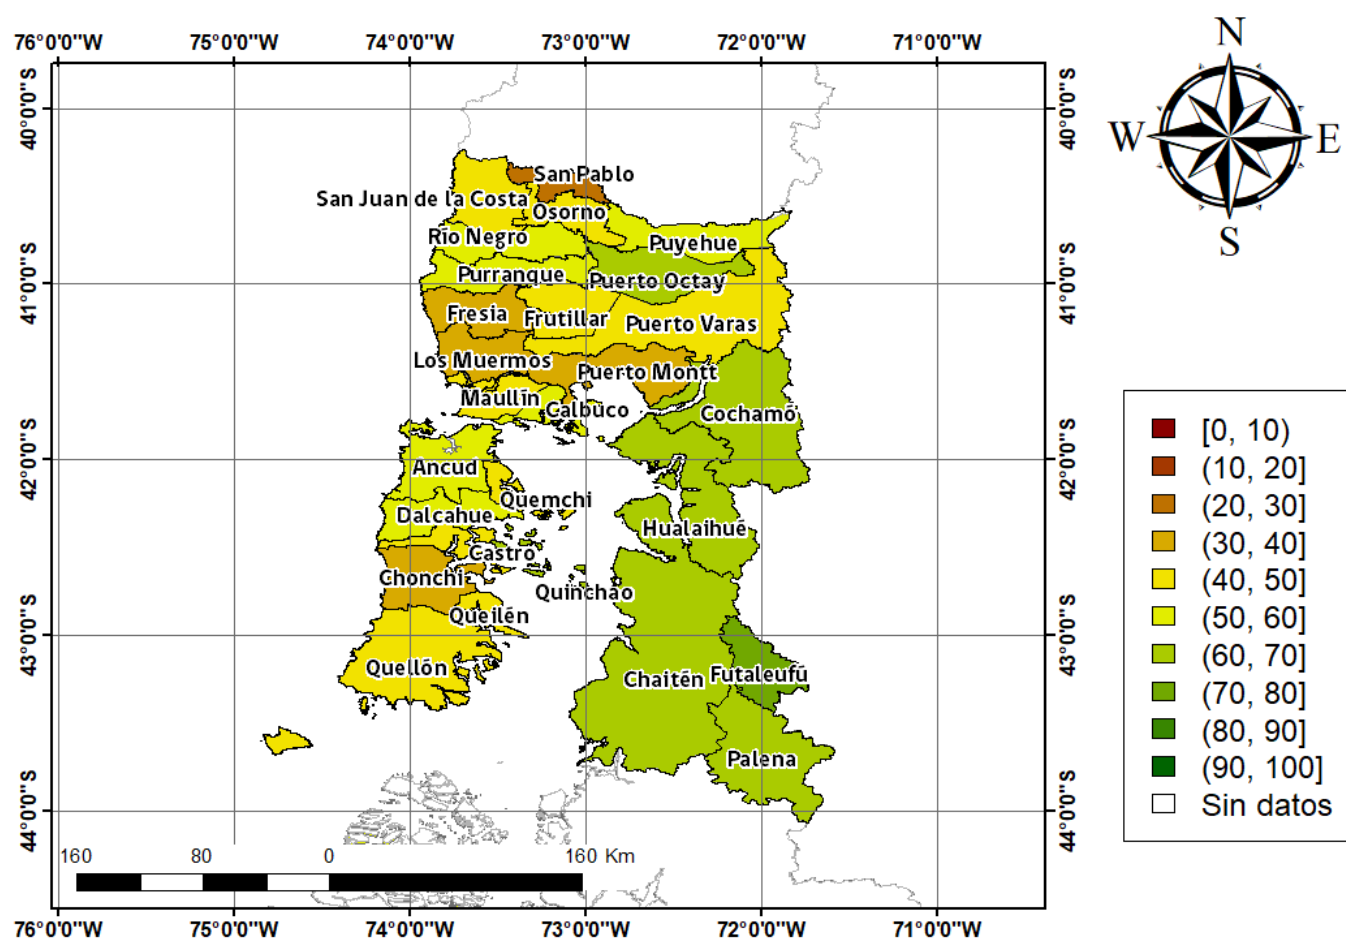 76°0'0"W 75°0'0"W 74°0'0"W 73°0'0"W 72°0'0"W 71°0'0"W
N
W E
S
40°0'0"S 40°0'0"S
San Pablo
San Juan de la Costa
Osorno
Río Negro
Puyehue
Purranque
Puerto Octay
41°0'0"S 41°0'0"S
Fresia
Frutillar
Puerto Varas
Los Muermos
Puerto Montt
Maullín
Calbuco
Cochamó
42°0'0"S 42°0'0"S
Ancud
Quemchi
Dalcahue
Hualaihué
Castro
Chonchi
Quinchao
Queilén
43°0'0"S 43°0'0"S
Quellón
Chaitén
Futaleufú
Palena
44°0'0"S 44°0'0"S
160 80 0 160 Km
76°0'0"W 75°0'0"W 74°0'0"W 73°0'0"W 72°0'0"W 71°0'0"W
[0, 10)
(10, 20]
(20, 30]
(30, 40]
(40, 50]
(50, 60]
(60, 70]
(70, 80]
(80, 90]
(90, 100]
Sin datos